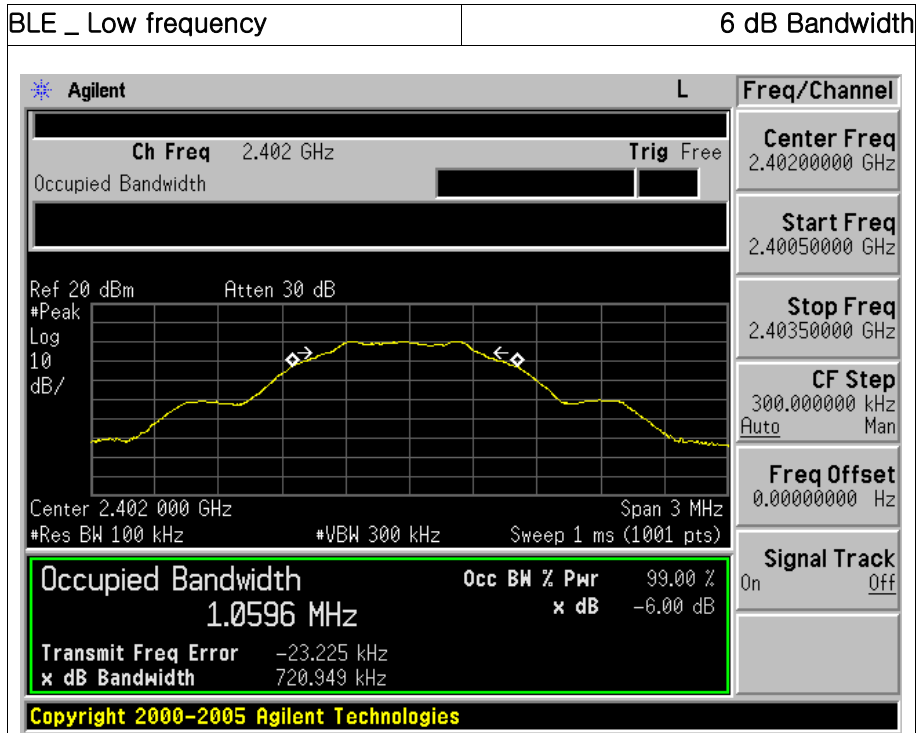 BLE _ Low frequency
6 dB Bandwidth
Agilent
L
Freq/Channel
Ch Freq 2.402 GHz
Trig Free
Occupied Bandwidth
Center Freq
2.40200000 GHz
Start Freq
2.40050000 GHz
Stop Freq
2.40350000 GHz
CF Step
300.000000 kHz
Auto Man
Freq Offset
0.00000000 Hz
Signal Track
On Off
Ref 20 dBm
Atten 30 dB
#Peak
Log
10
dB/
Center 2.402 000 GHz
Span 3 MHz
#Res BW 100 kHz
#VBW 300 kHz
Sweep 1 ms (1001 pts)
Occupied Bandwidth
1.0596 MHz
Occ BW % Pwr 99.00 %
x dB -6.00 dB
Transmit Freq Error -23.225 kHz
x dB Bandwidth 720.949 kHz
Copyright 2000-2005 Agilent Technologies